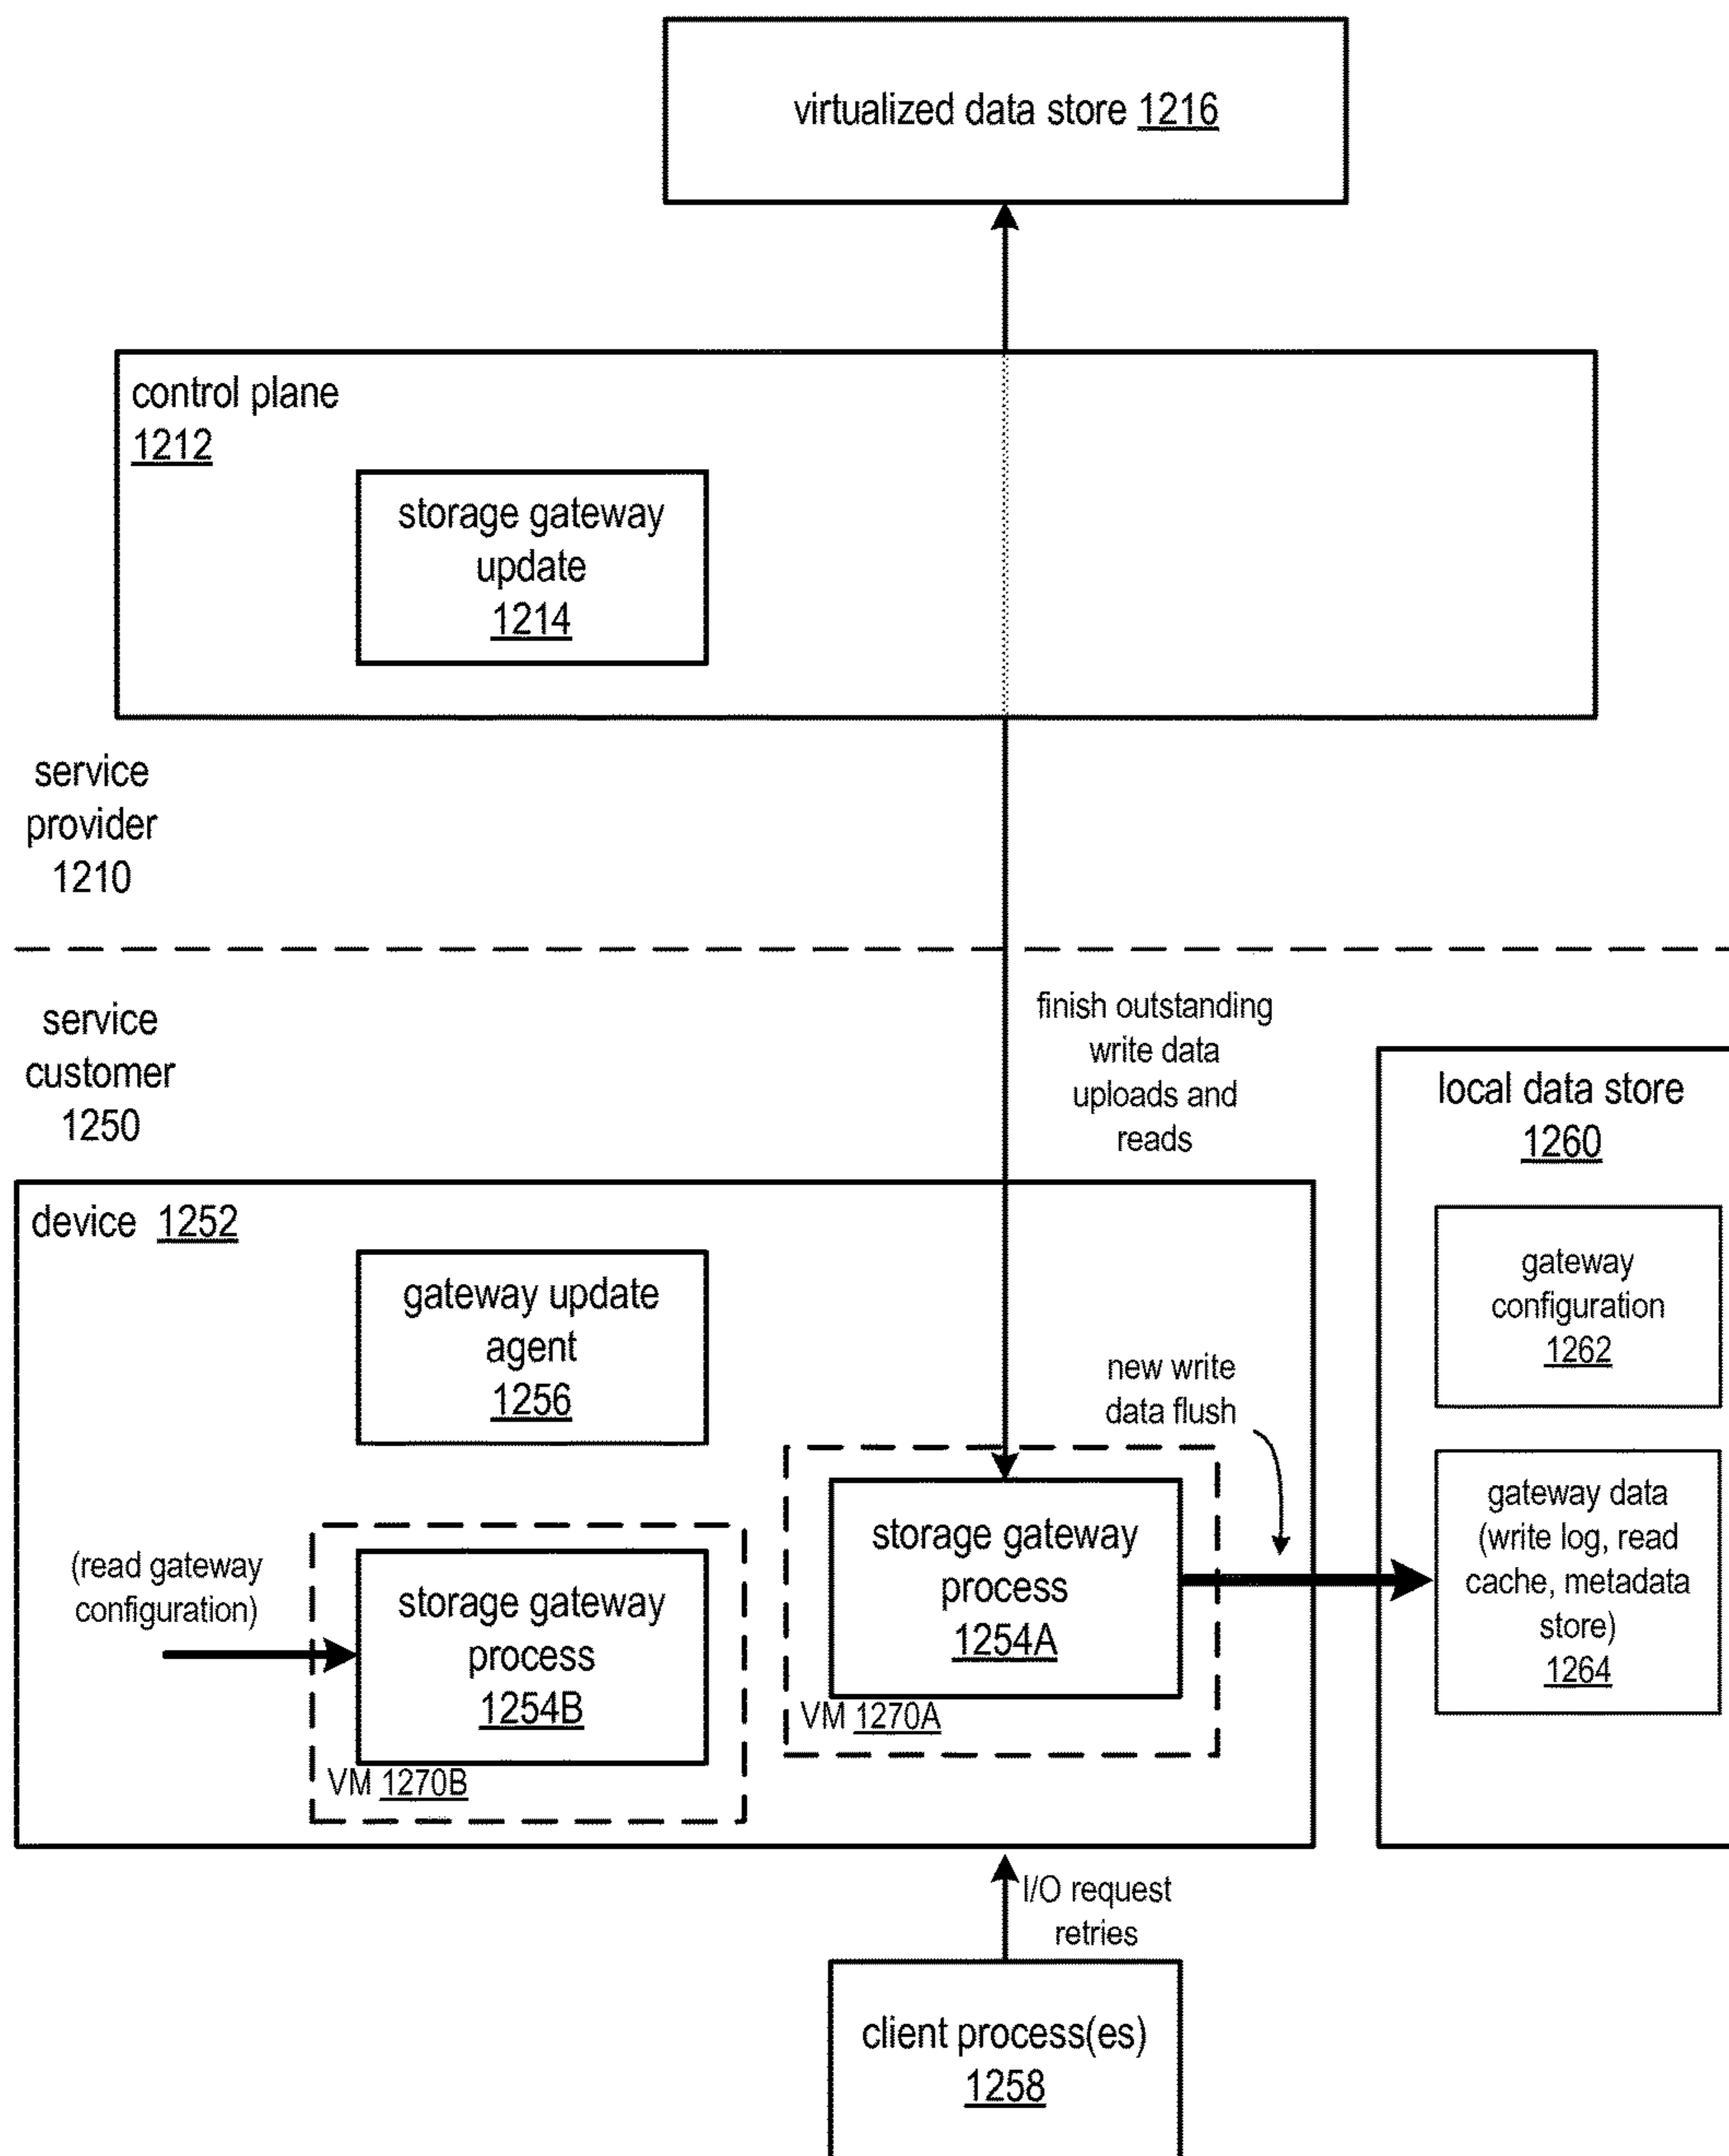 virtualized data store 1216
control plane
1212
storage gateway
update
1214
service
provider
1210
service
customer
1250
finish outstanding
write data
uploads and
reads
local data store
1260
gateway
configuration
1262
gateway data
(write log, read
cache, metadata
store)
1264
device 1252
gateway update
agent
1256
new write
data flush
storage gateway
process
1254A
VM 1270A
(read gateway
configuration)
storage gateway
process
1254B
VM 1270B
I/O request
retries
client process(es)
1258